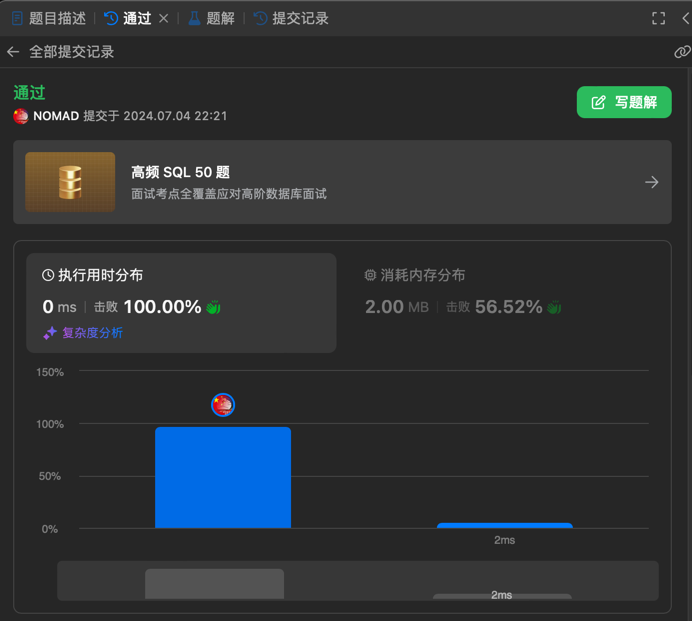 题目描述 通过 题解 提交记录
全部提交记录
通过
NOMAD 提交于 2024.07.04 22:21
写题解
高频 SQL 50 题
面试考点全覆盖应对高阶数据库面试
执行用时分布
0 ms 击败 100.00%
复杂度分析
消耗内存分布
2.00 MB 击败 56.52%
150%
100%
50%
0%
2ms
2ms